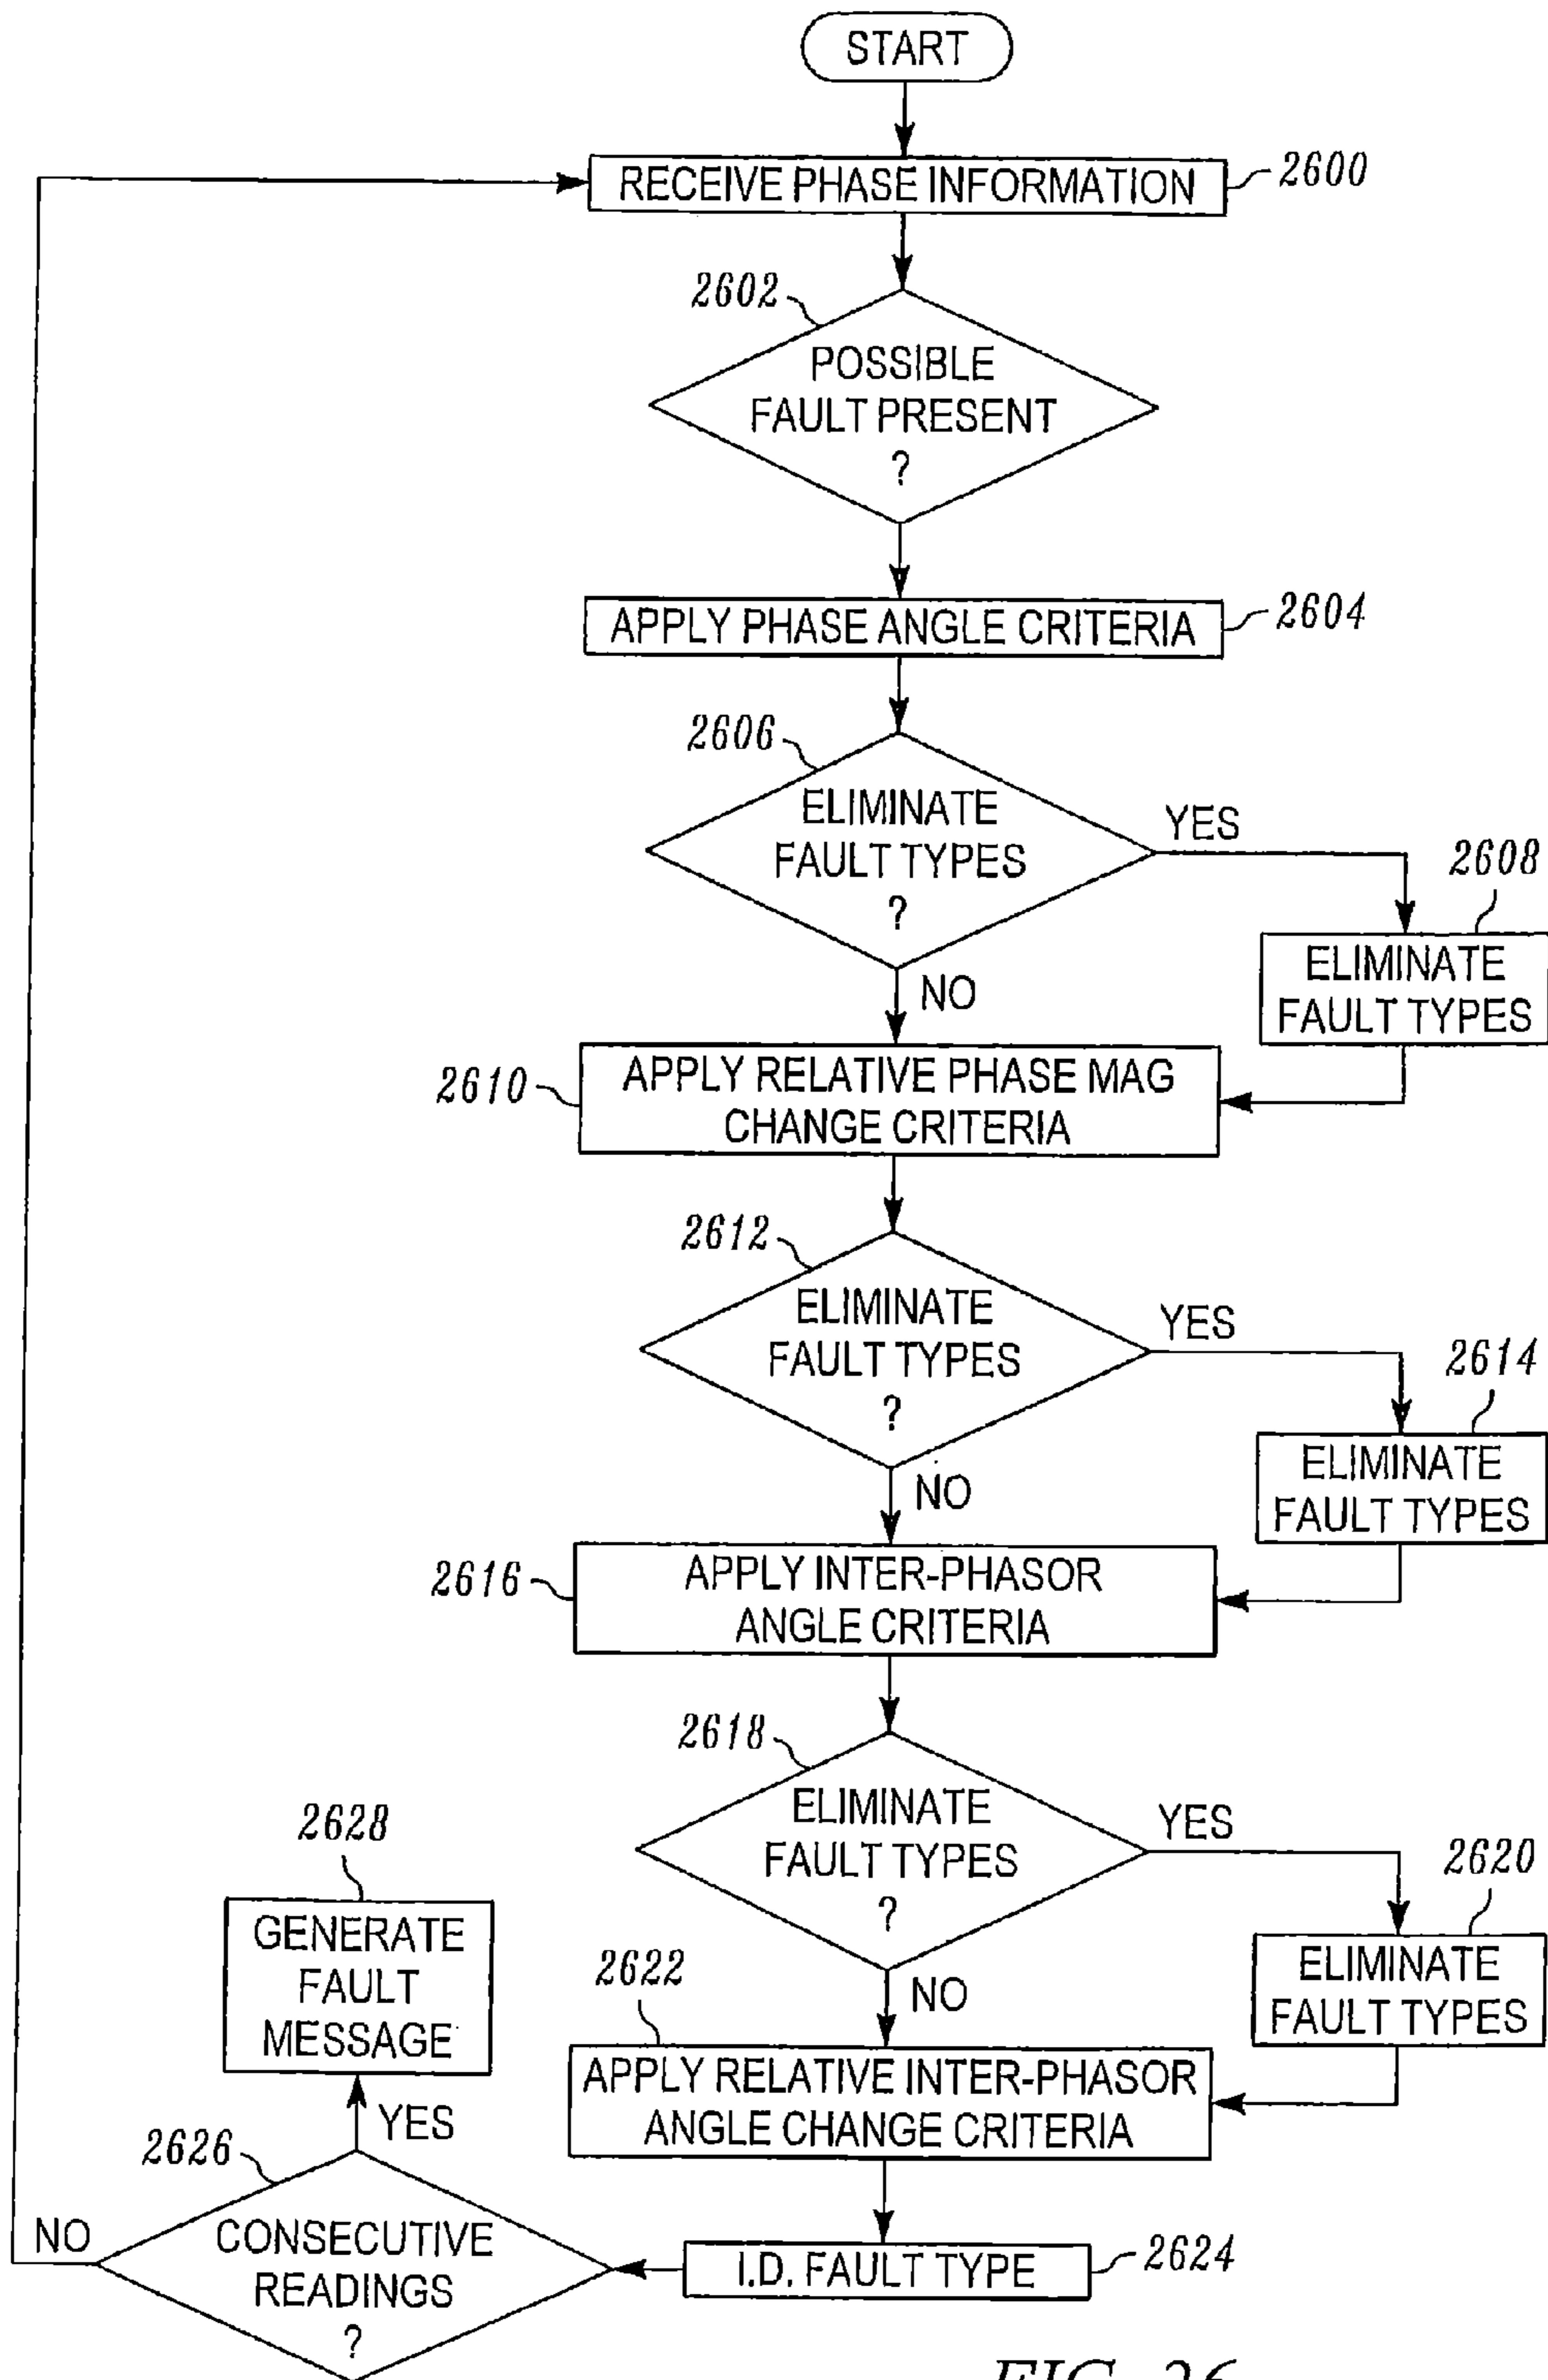 START
RECEIVE PHASE INFORMATION
2600
2602
POSSIBLE
FAULT PRESENT
?
APPLY PHASE ANGLE CRITERIA
2604
2606
ELIMINATE
FAULT TYPES
?
YES
2608
ELIMINATE
FAULT TYPES
NO
2610
APPLY RELATIVE PHASE MAG
CHANGE CRITERIA
2612
ELIMINATE
FAULT TYPES
?
YES
2614
ELIMINATE
FAULT TYPES
NO
2616
APPLY INTER-PHASOR
ANGLE CRITERIA
2618
ELIMINATE
FAULT TYPES
?
YES
2620
ELIMINATE
FAULT TYPES
NO
2622
APPLY RELATIVE INTER-PHASOR
ANGLE CHANGE CRITERIA
2624
I.D. FAULT TYPE
2626
CONSECUTIVE
READINGS
?
NO
YES
2628
GENERATE
FAULT
MESSAGE
FIG. 26